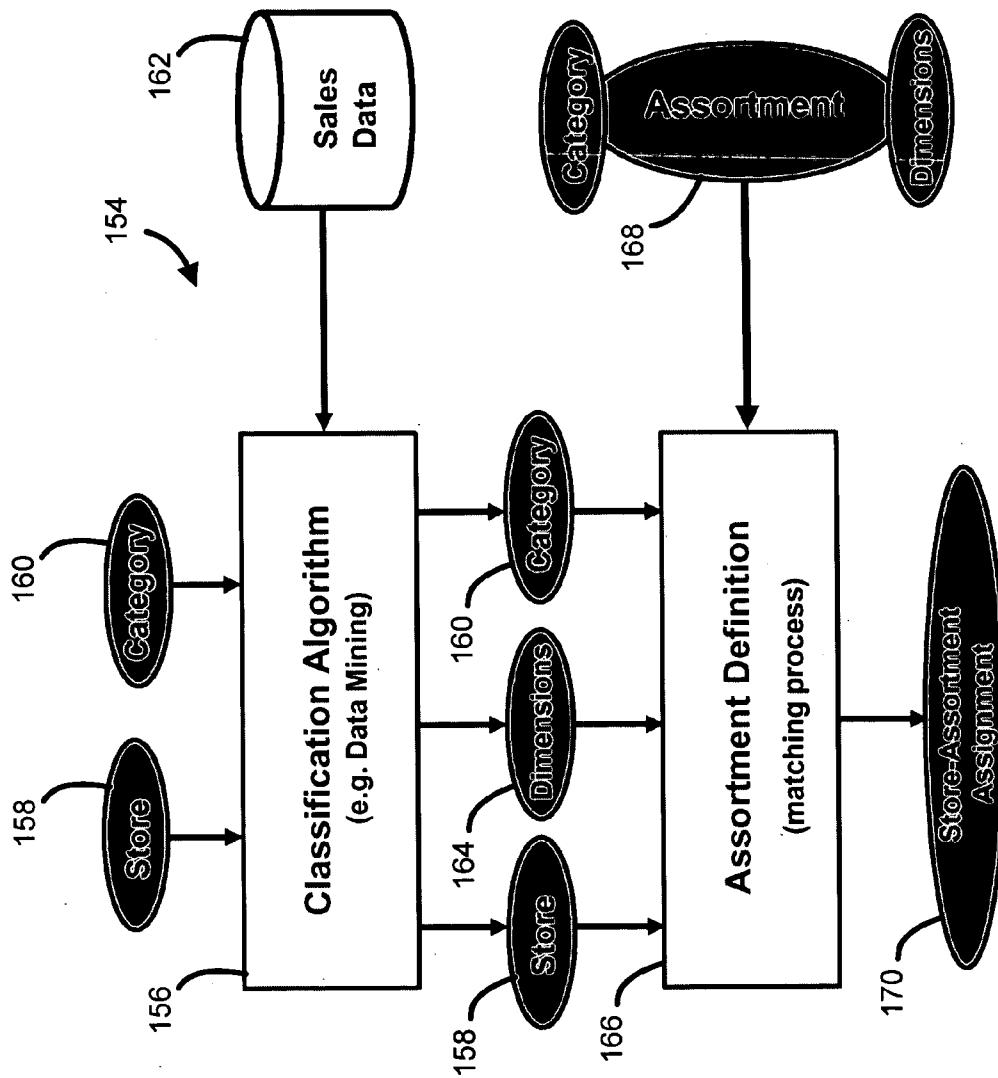 158
160
Store
Category
154
162
156
Classification Algorithm
(e.g. Data Mining)
Sales
Data
158
164
160
Store
Dimensions
Category
166
Assortment Definition
(matching process)
168
Category
Assortment
Dimensions
170
Store-Assortment
Assignment